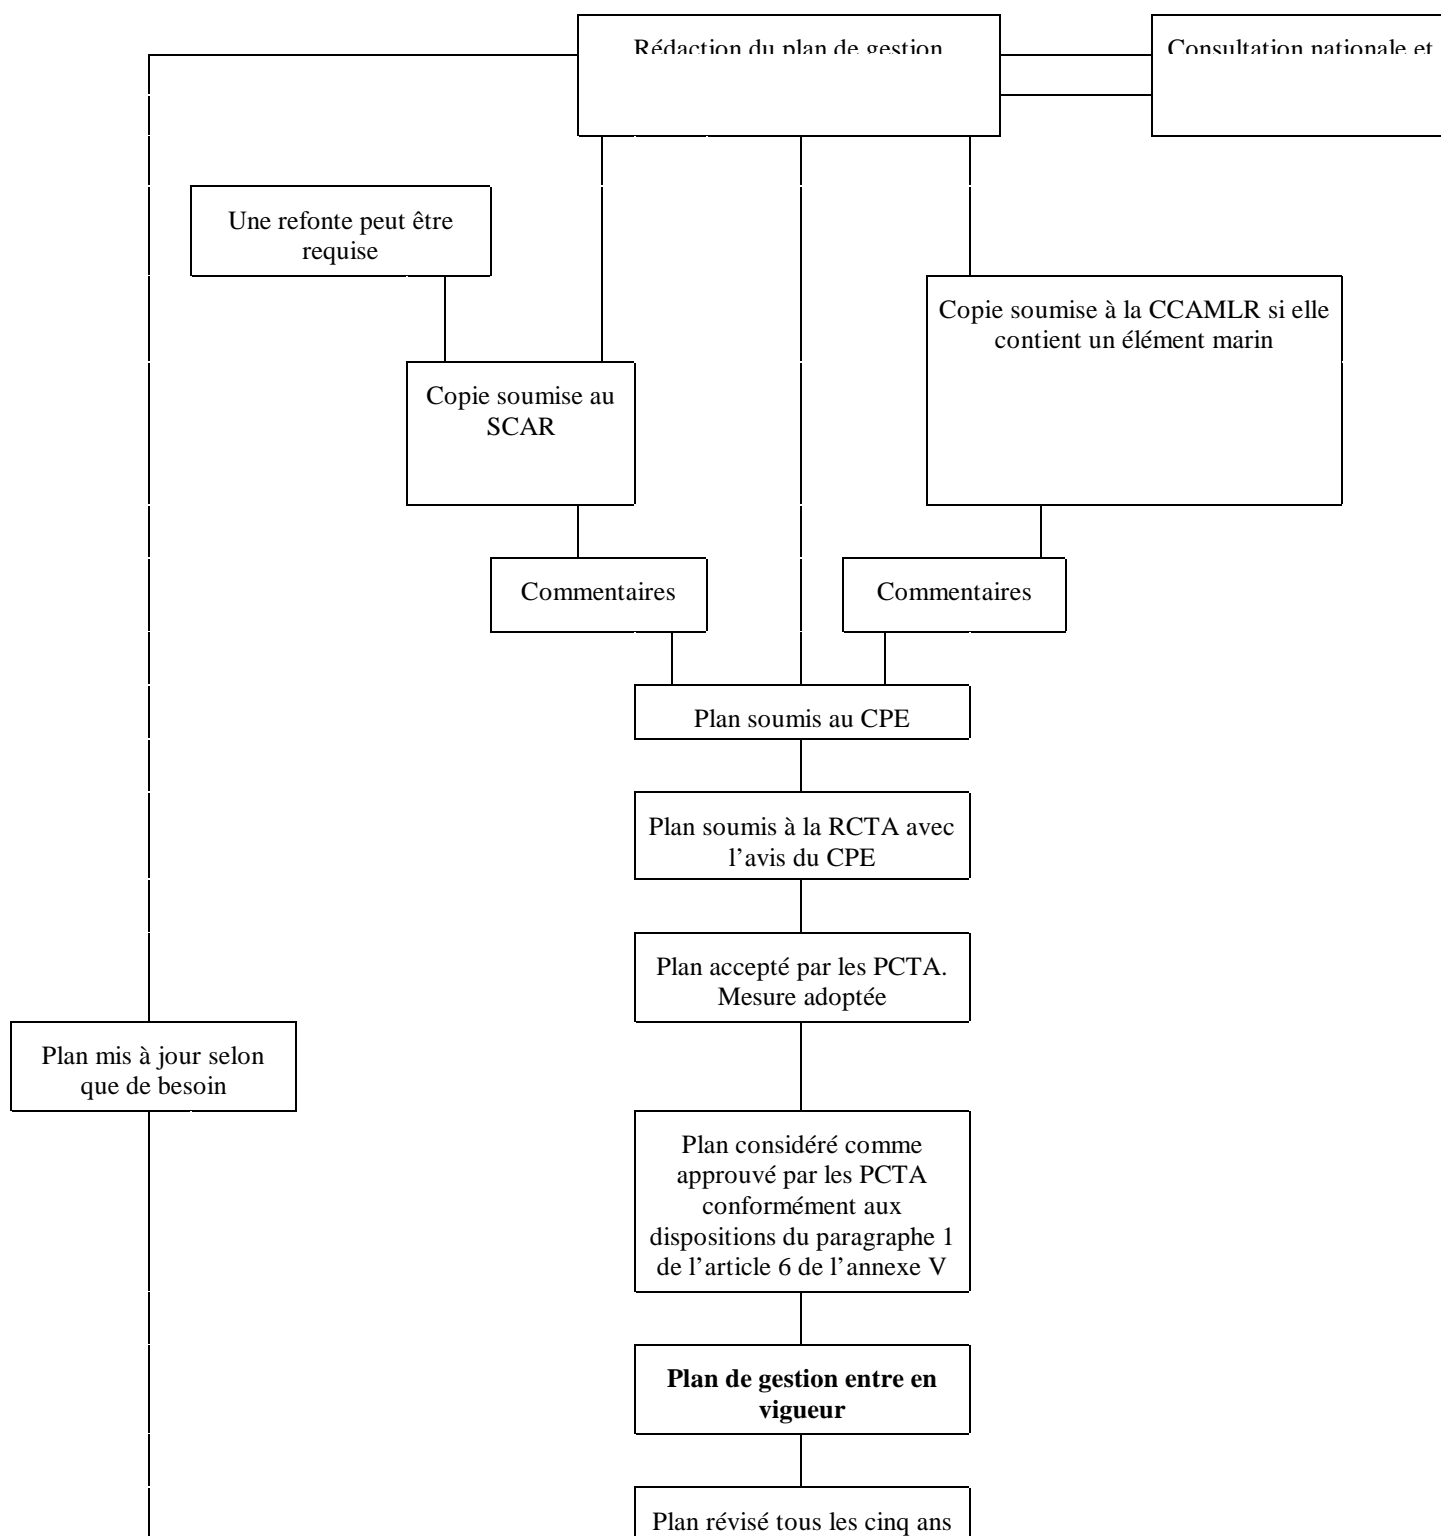 Rédaction du plan de gestion
Consultation nationale et
Une refonte peut être
requise
Copie soumise à la CCAMLR si elle
contient un élément marin
Copie soumise au
SCAR
Commentaires
Commentaires
Plan soumis au CPE
Plan soumis à la RCTA avec
l’avis du CPE
Plan accepté par les PCTA.
Mesure adoptée
Plan mis à jour selon
que de besoin
Plan considéré comme
approuvé par les PCTA
conformément aux
dispositions du paragraphe 1
de l’article 6 de l’annexe V
Plan de gestion entre en
vigueur
Plan révisé tous les cinq ans